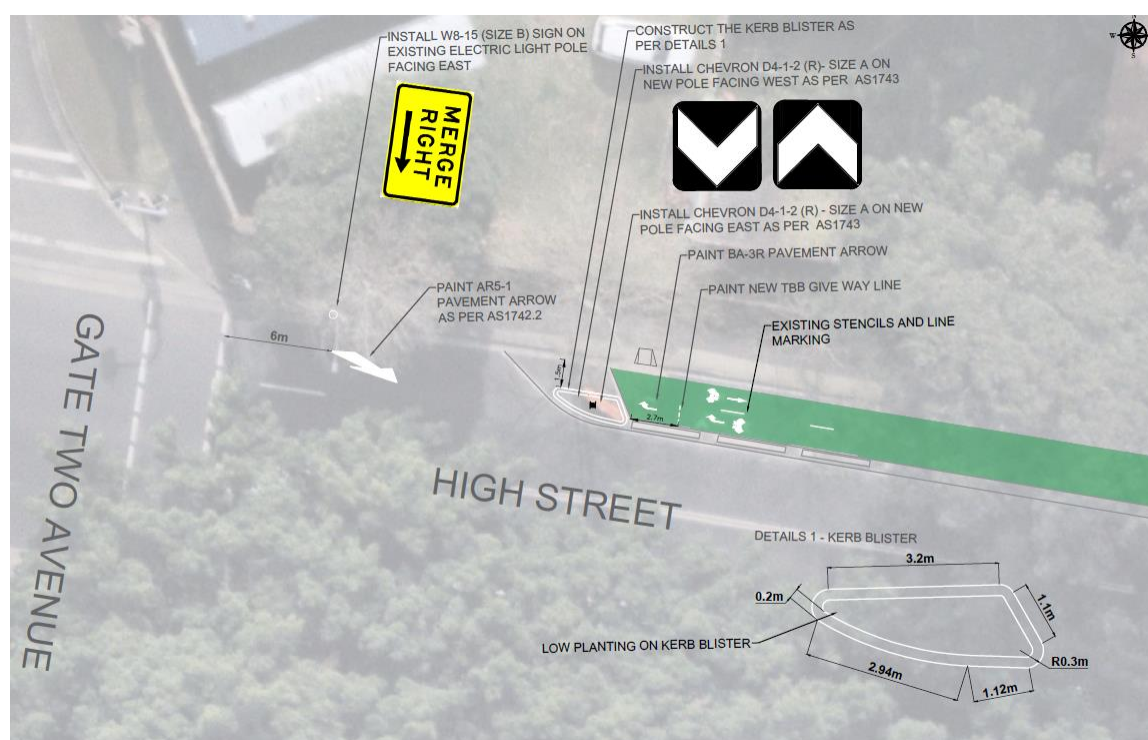 INSTALL W8-15 (SIZE B) SIGN ON
EXISTING ELECTRIC LIGHT POLE
FACING EAST
CONSTRUCT THE KERB BLISTER AS
PER DETAILS 1
INSTALL CHEVRON D4-1-2 (R)- SIZE A ON
NEW POLE FACING WEST AS PER AS1743
W
S
MERGE
RIGHT
INSTALL CHEVRON D4-1-2 (R) - SIZE A ON NEW
POLE FACING EAST AS PER AS1743
PAINT BA-3R PAVEMENT ARROW
PAINT AR5-1
PAVEMENT ARROW
AS PER AS1742.2
PAINT NEW TBB GIVE WAY LINE
EXISTING STENCILS AND LINE
MARKING
6m
1.5m
2.7m
GATE TWO AVENUE
HIGH STREET
DETAILS 1 - KERB BLISTER
3.2m
0.2m
1.1m
LOW PLANTING ON KERB BLISTER
R0.3m
2.94m
1.12m